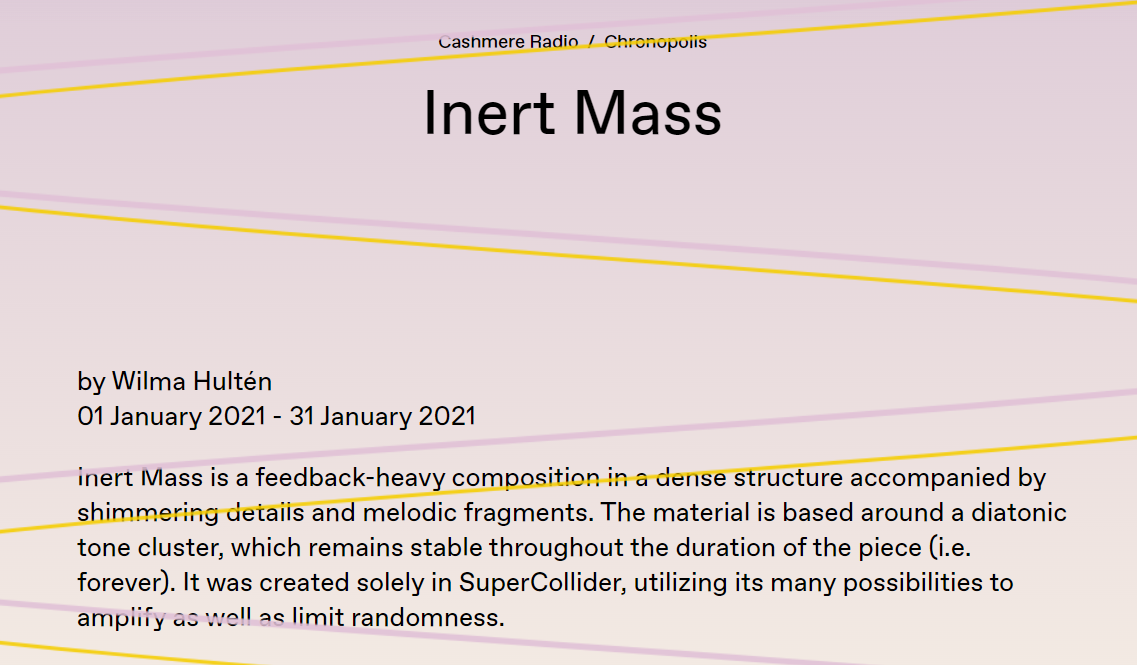 Cashmere Radio / Chronopolis
Inert Mass
by Wilma Hultén
01 January 2021 - 31 January 2021
Inert Mass is a feedback-heavy composition in a dense structure accompanied by
shimmering details and melodic fragments. The material is based around a diatonic
tone cluster, which remains stable throughout the duration of the piece (i.e.
forever). It was created solely in SuperCollider, utilizing its many possibilities to
amplify as well as limit randomness.